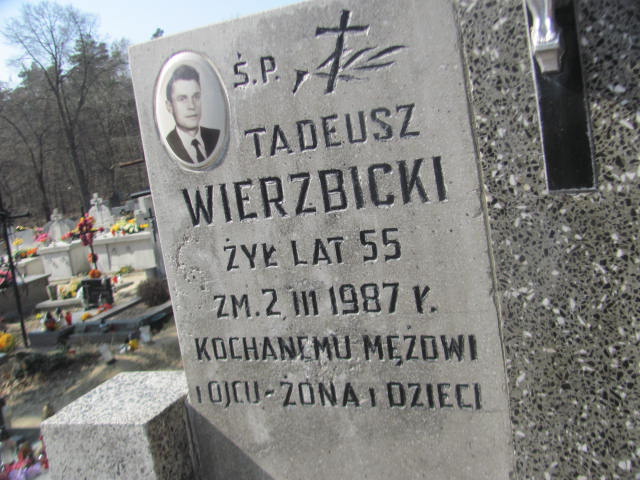 Ś.P.
TADEUSZ
WIERZBICKI
ŻYŁ LAT 55
ZM. 2 III 1987 r.
KOCHANEMU MĘŻOWI
I OJCU - ŻONA I DZIECI